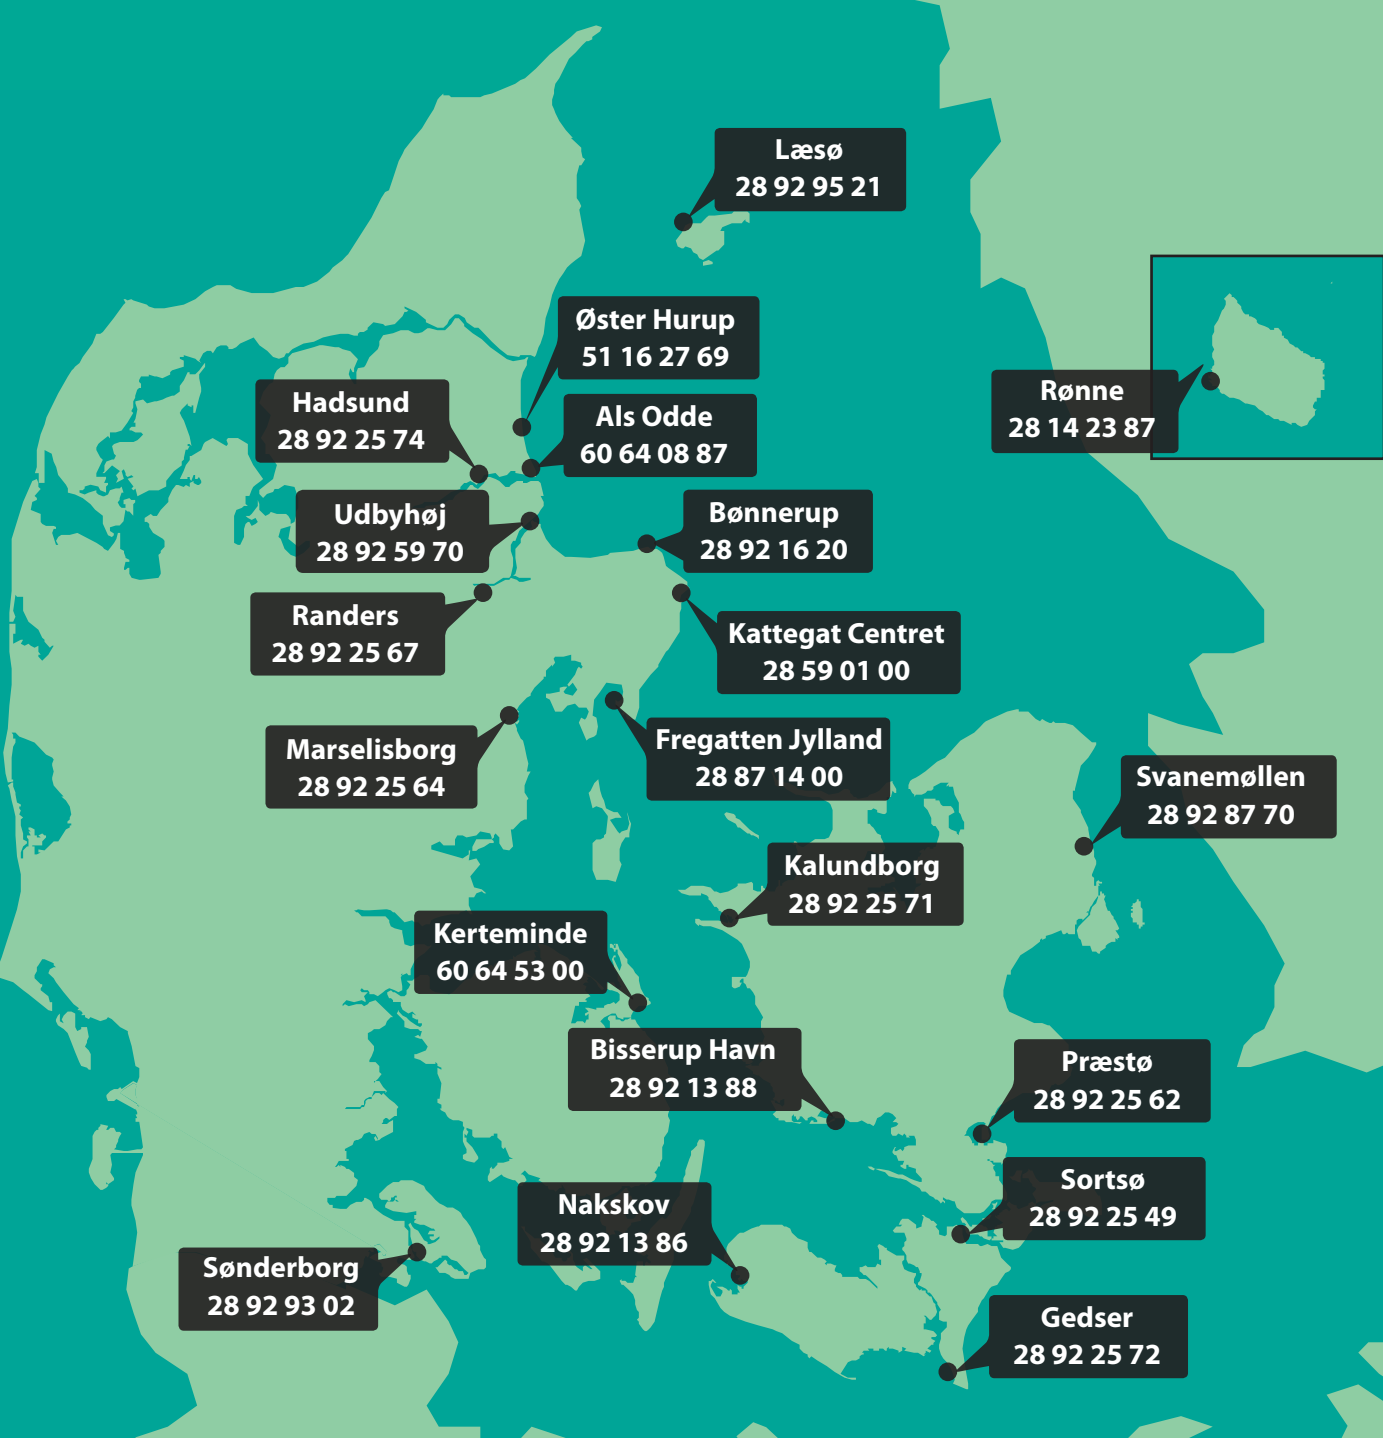 Læsø
28 92 95 21
Øster Hurup
51 16 27 69
Rønne
28 14 23 87
Hadsund
28 92 25 74
Als Odde
60 64 08 87
Udbyhøj
28 92 59 70
Bønnerup
28 92 16 20
Randers
28 92 25 67
Kattegat Centret
28 59 01 00
Marselisborg
28 92 25 64
Fregatten Jylland
28 87 14 00
Svanemøllen
28 92 87 70
Kalundborg
28 92 25 71
Kerteminde
60 64 53 00
Bisserup Havn
28 92 13 88
Præstø
28 92 25 62
Sortsø
28 92 25 49
Nakskov
28 92 13 86
Sønderborg
28 92 93 02
Gedser
28 92 25 72